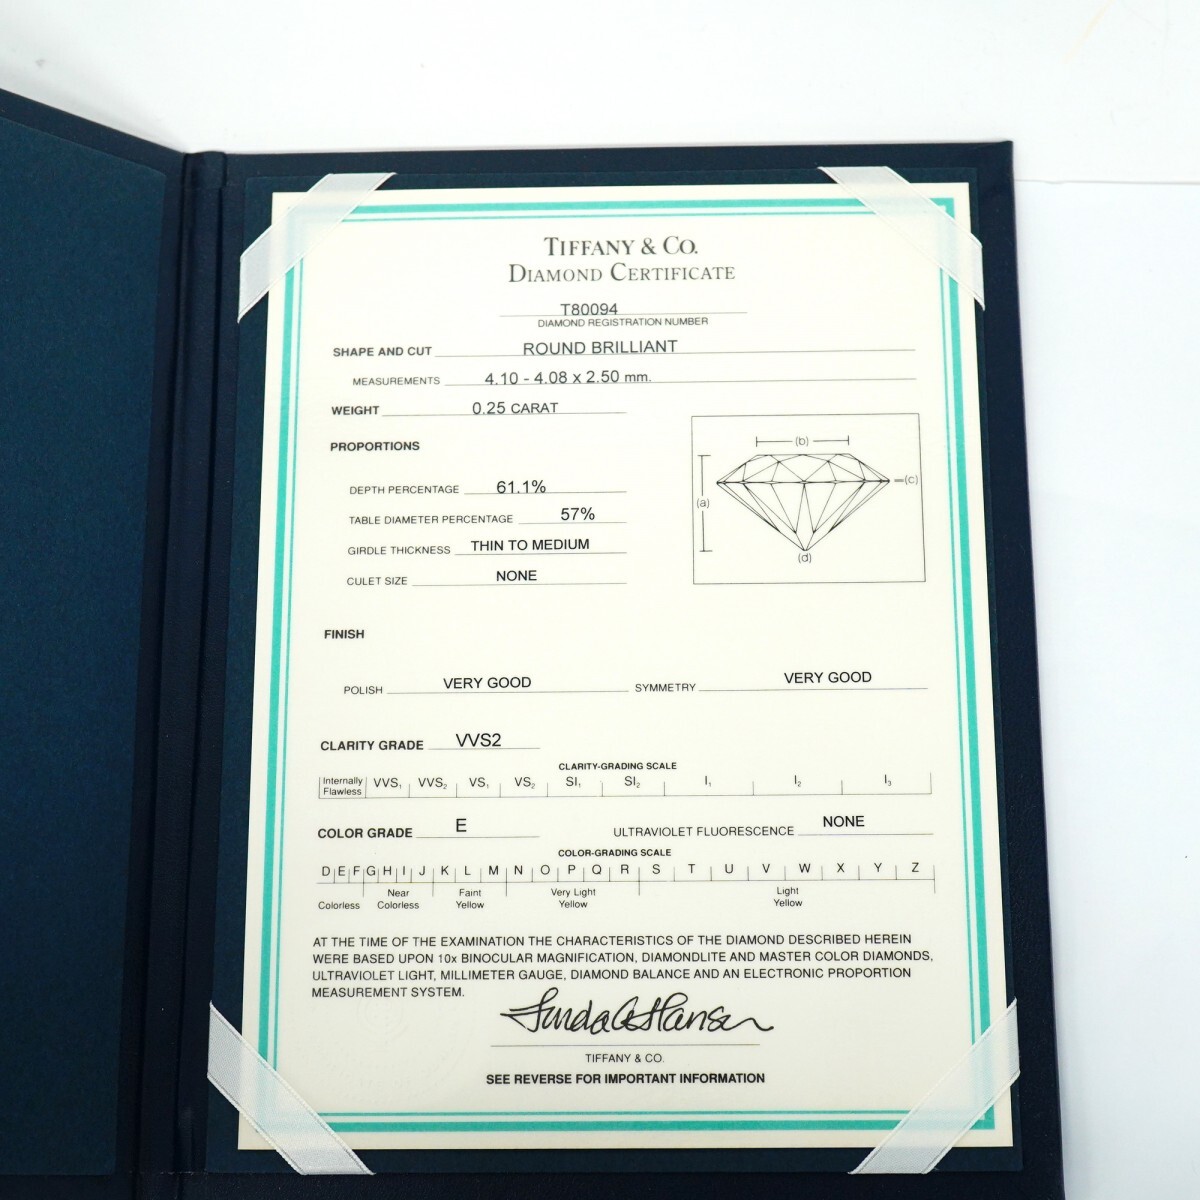 TIFFANY & CO.
DIAMOND CERTIFICATE
T80094
DIAMOND REGISTRATION NUMBER
SHAPE AND CUT ROUND BRILLIANT
MEASUREMENTS 4.10 - 4.08 x 2.50 mm.
WEIGHT 0.25 CARAT
PROPORTIONS
DEPTH PERCENTAGE 61.1%
TABLE DIAMETER PERCENTAGE 57%
GIRDLE THICKNESS THIN TO MEDIUM
CULET SIZE NONE
(b)
(a)
(c)
(d)
FINISH
POLISH VERY GOOD SYMMETRY VERY GOOD
CLARITY GRADE VVS2
CLARITY-GRADING SCALE
Internally Flawless VVS1 VVS2 VS1 VS2 SI1 SI2 I1 I2 I3
COLOR GRADE E ULTRAVIOLET FLUORESCENCE NONE
COLOR-GRADING SCALE
D E F G H I J K L M N O P Q R S T U V W X Y Z
Colorless Near Colorless Faint Yellow Very Light Yellow Light Yellow
AT THE TIME OF THE EXAMINATION THE CHARACTERISTICS OF THE DIAMOND DESCRIBED HEREIN
WERE BASED UPON 10x BINOCULAR MAGNIFICATION, DIAMONDLITE AND MASTER COLOR DIAMONDS,
ULTRAVIOLET LIGHT, MILLIMETER GAUGE, DIAMOND BALANCE AND AN ELECTRONIC PROPORTION
MEASUREMENT SYSTEM.
TIFFANY & CO.
SEE REVERSE FOR IMPORTANT INFORMATION